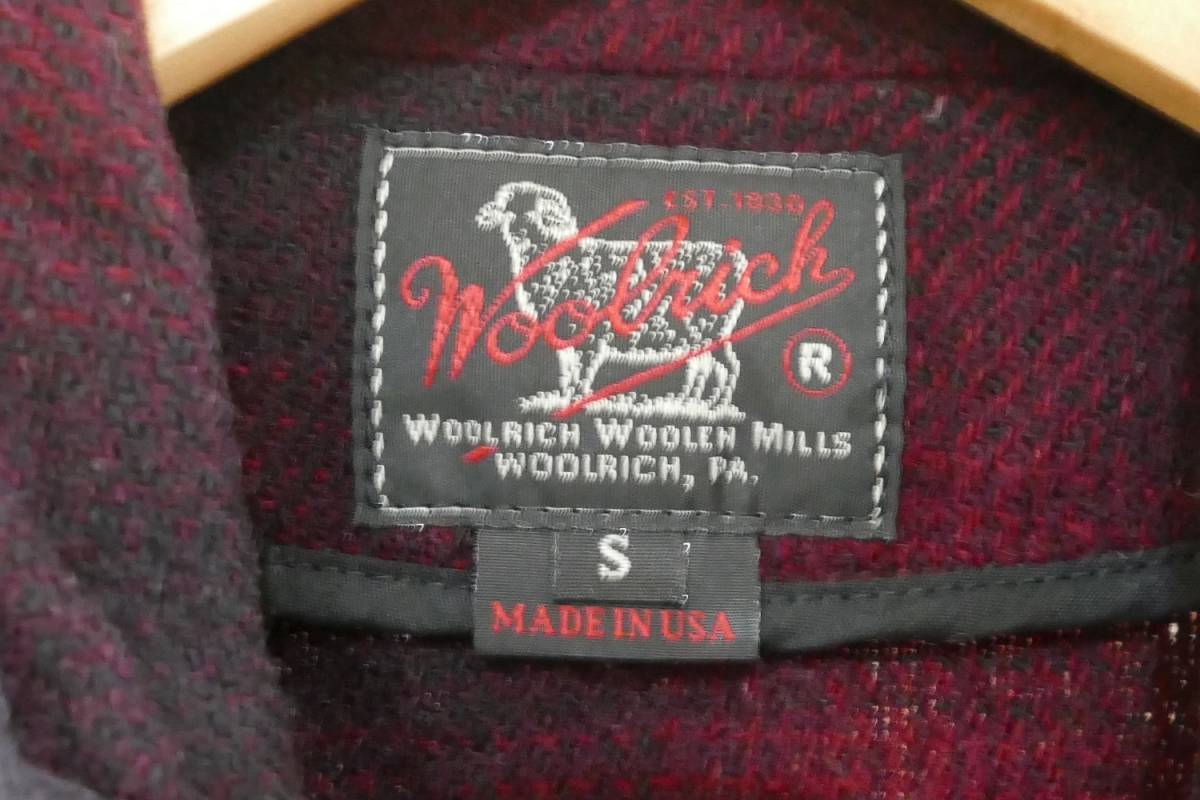 EST. 1830
Woolrich
R
WOOLRICH WOOLEN MILLS
WOOLRICH, PA.
S
MADE IN USA